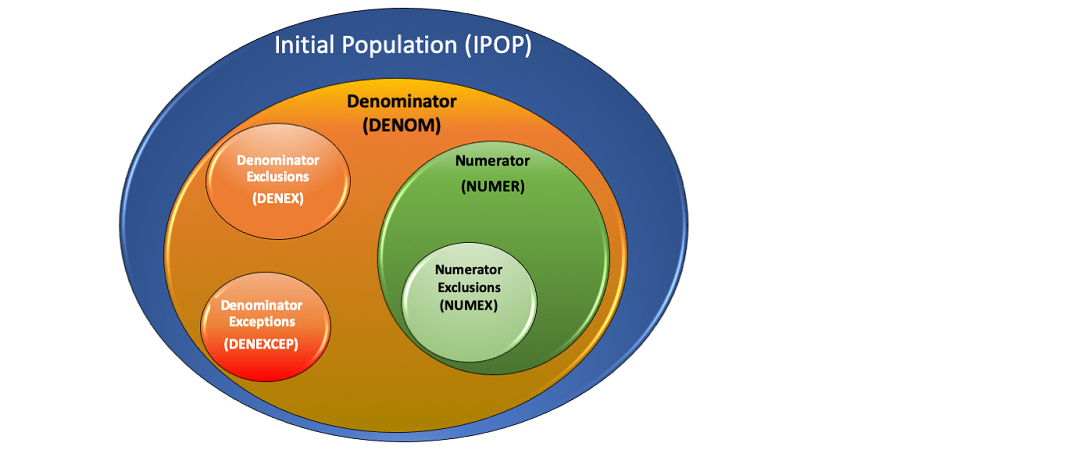 Initial Population (IPOP)
Denominator
(DENOM)
Denominator
Exclusions
(DENEX)
Numerator
(NUMER)
Numerator
Exclusions
(NUMEX)
Denominator
Exceptions
(DENEXCEP)